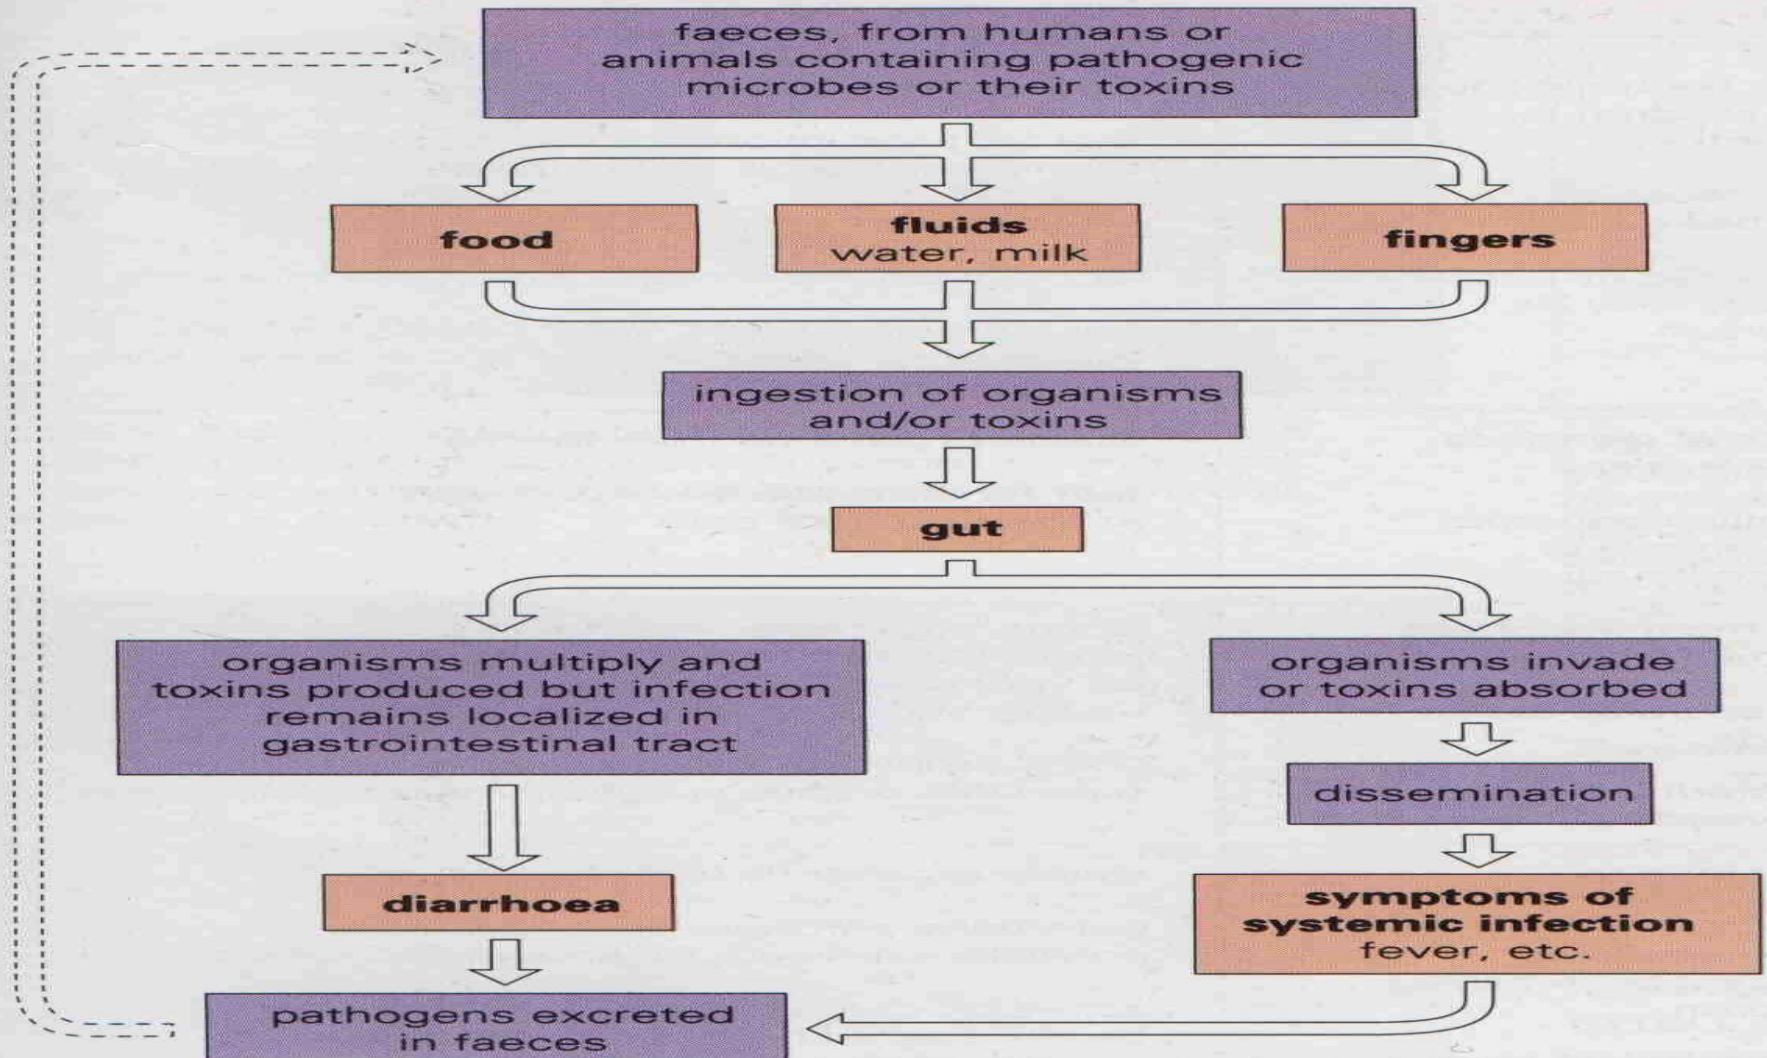 faeces, from humans or
animals containing pathogenic
microbes or their toxins
food
fluids
water, milk
fingers
ingestion of organisms
and/or toxins
gut
organisms multiply and
toxins produced but infection
remains localized in
gastrointestinal tract
organisms invade
or toxins absorbed
dissemination
diarrhoea
symptoms of
systemic infection
fever, etc.
pathogens excreted
in faeces